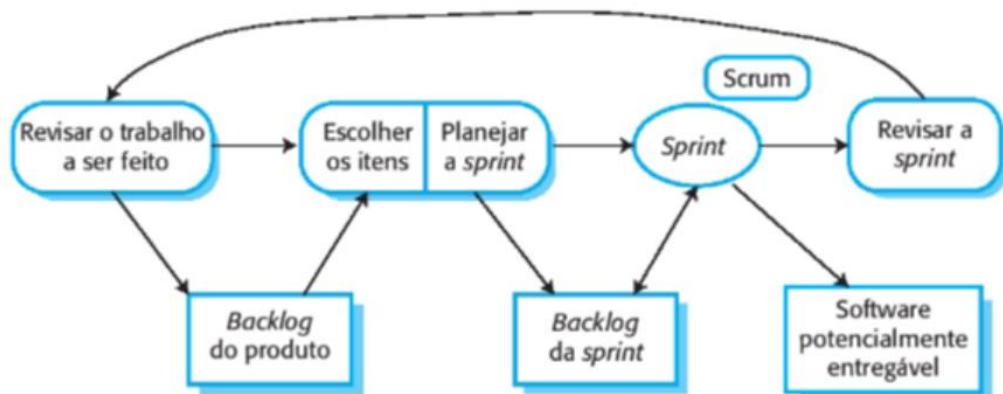 Scrum
Revisar o trabalho
a ser feito
Escolher
os itens
Planejar
a sprint
Sprint
Revisar a
sprint
Backlog
do produto
Backlog
da sprint
Software
potencialmente
entregável